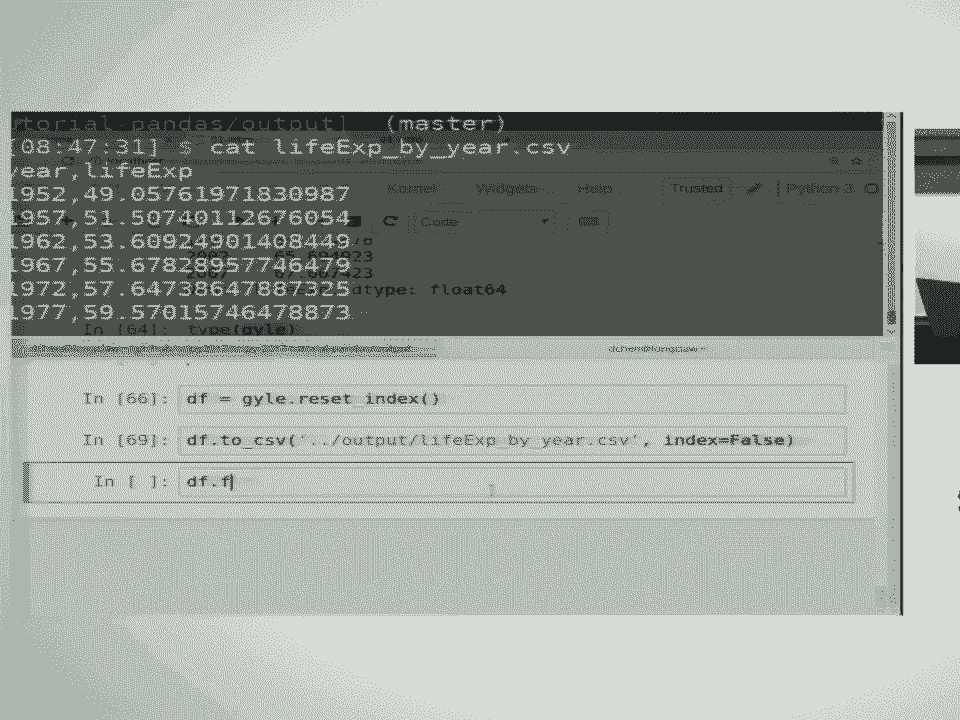 torial-pandas/output] (master)
[08:47:31] $ cat lifeExp_by_year.csv
year,lifeExp
1952,49.05761971830987
Kernel Widgets Help Trusted Python 3
1957,51.50740112676054
Code
1962,53.60924901408449
1967,55.67828957746479
1972,57.64738647887325
dtype: float64
1977,59.57015746478873
In [64]: type(gyle)
In [66]: df = gyle.reset_index()
In [69]: df.to_csv('../output/lifeExp_by_year.csv', index=False)
In [ ]: df.f